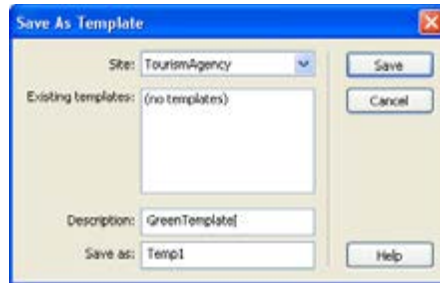 Save As Template
Site: TourismAgency
Save
Existing templates: (no templates)
Cancel
Description: GreenTemplate
Save as: Temp1
Help